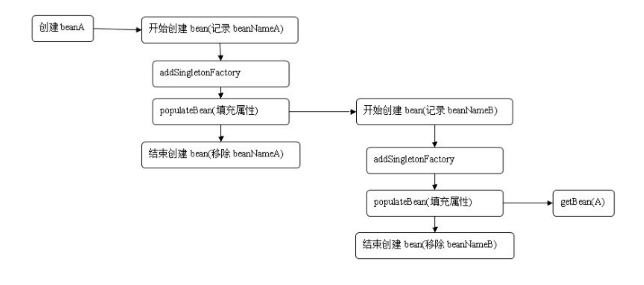 创建 beanA
开始创建 bean(记录 beanNameA)
addSingletonFactory
populateBean(填充属性)
结束创建 bean(移除 beanNameA)
开始创建 bean(记录 beanNameB)
addSingletonFactory
populateBean(填充属性)
getBean(A)
结束创建 bean(移除 beanNameB)